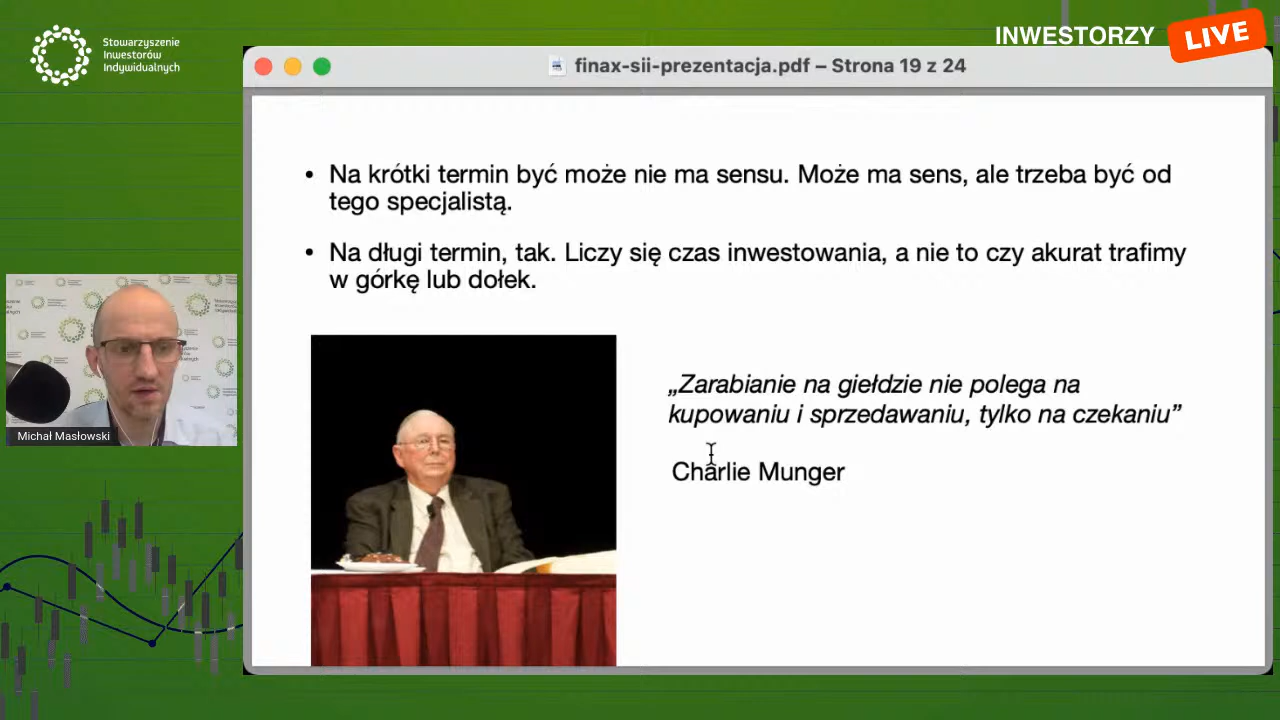 Stowarzyszenie
Inwestorów
Indywidualnych
INWESTORZY LIVE
finax-sii-prezentacja.pdf – Strona 19 z 24
• Na krótki termin być może nie ma sensu. Może ma sens, ale trzeba być od
tego specjalistą.
• Na długi termin, tak. Liczy się czas inwestowania, a nie to czy akurat trafimy
w górkę lub dołek.
„Zarabianie na giełdzie nie polega na
kupowaniu i sprzedawaniu, tylko na czekaniu”
Charlie Munger
Michał Masłowski